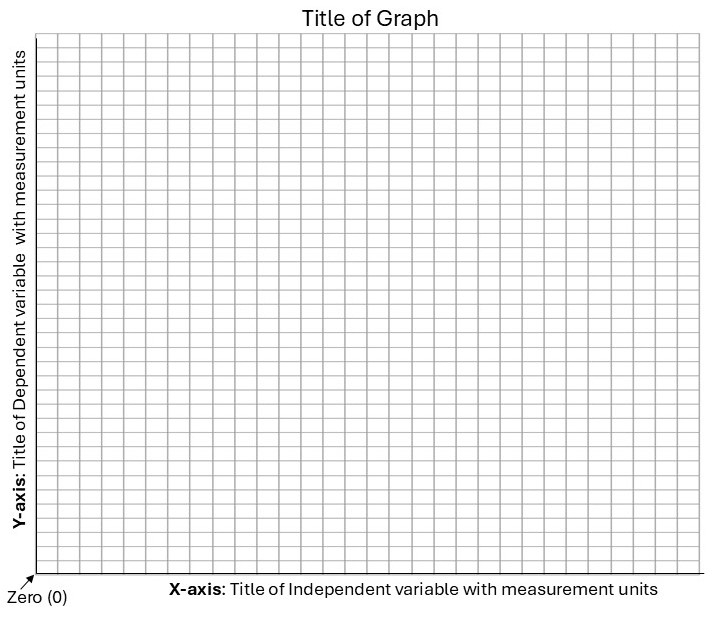 Title of Graph
Y-axis: Title of Dependent variable with measurement units
X-axis: Title of Independent variable with measurement units
Zero (0)